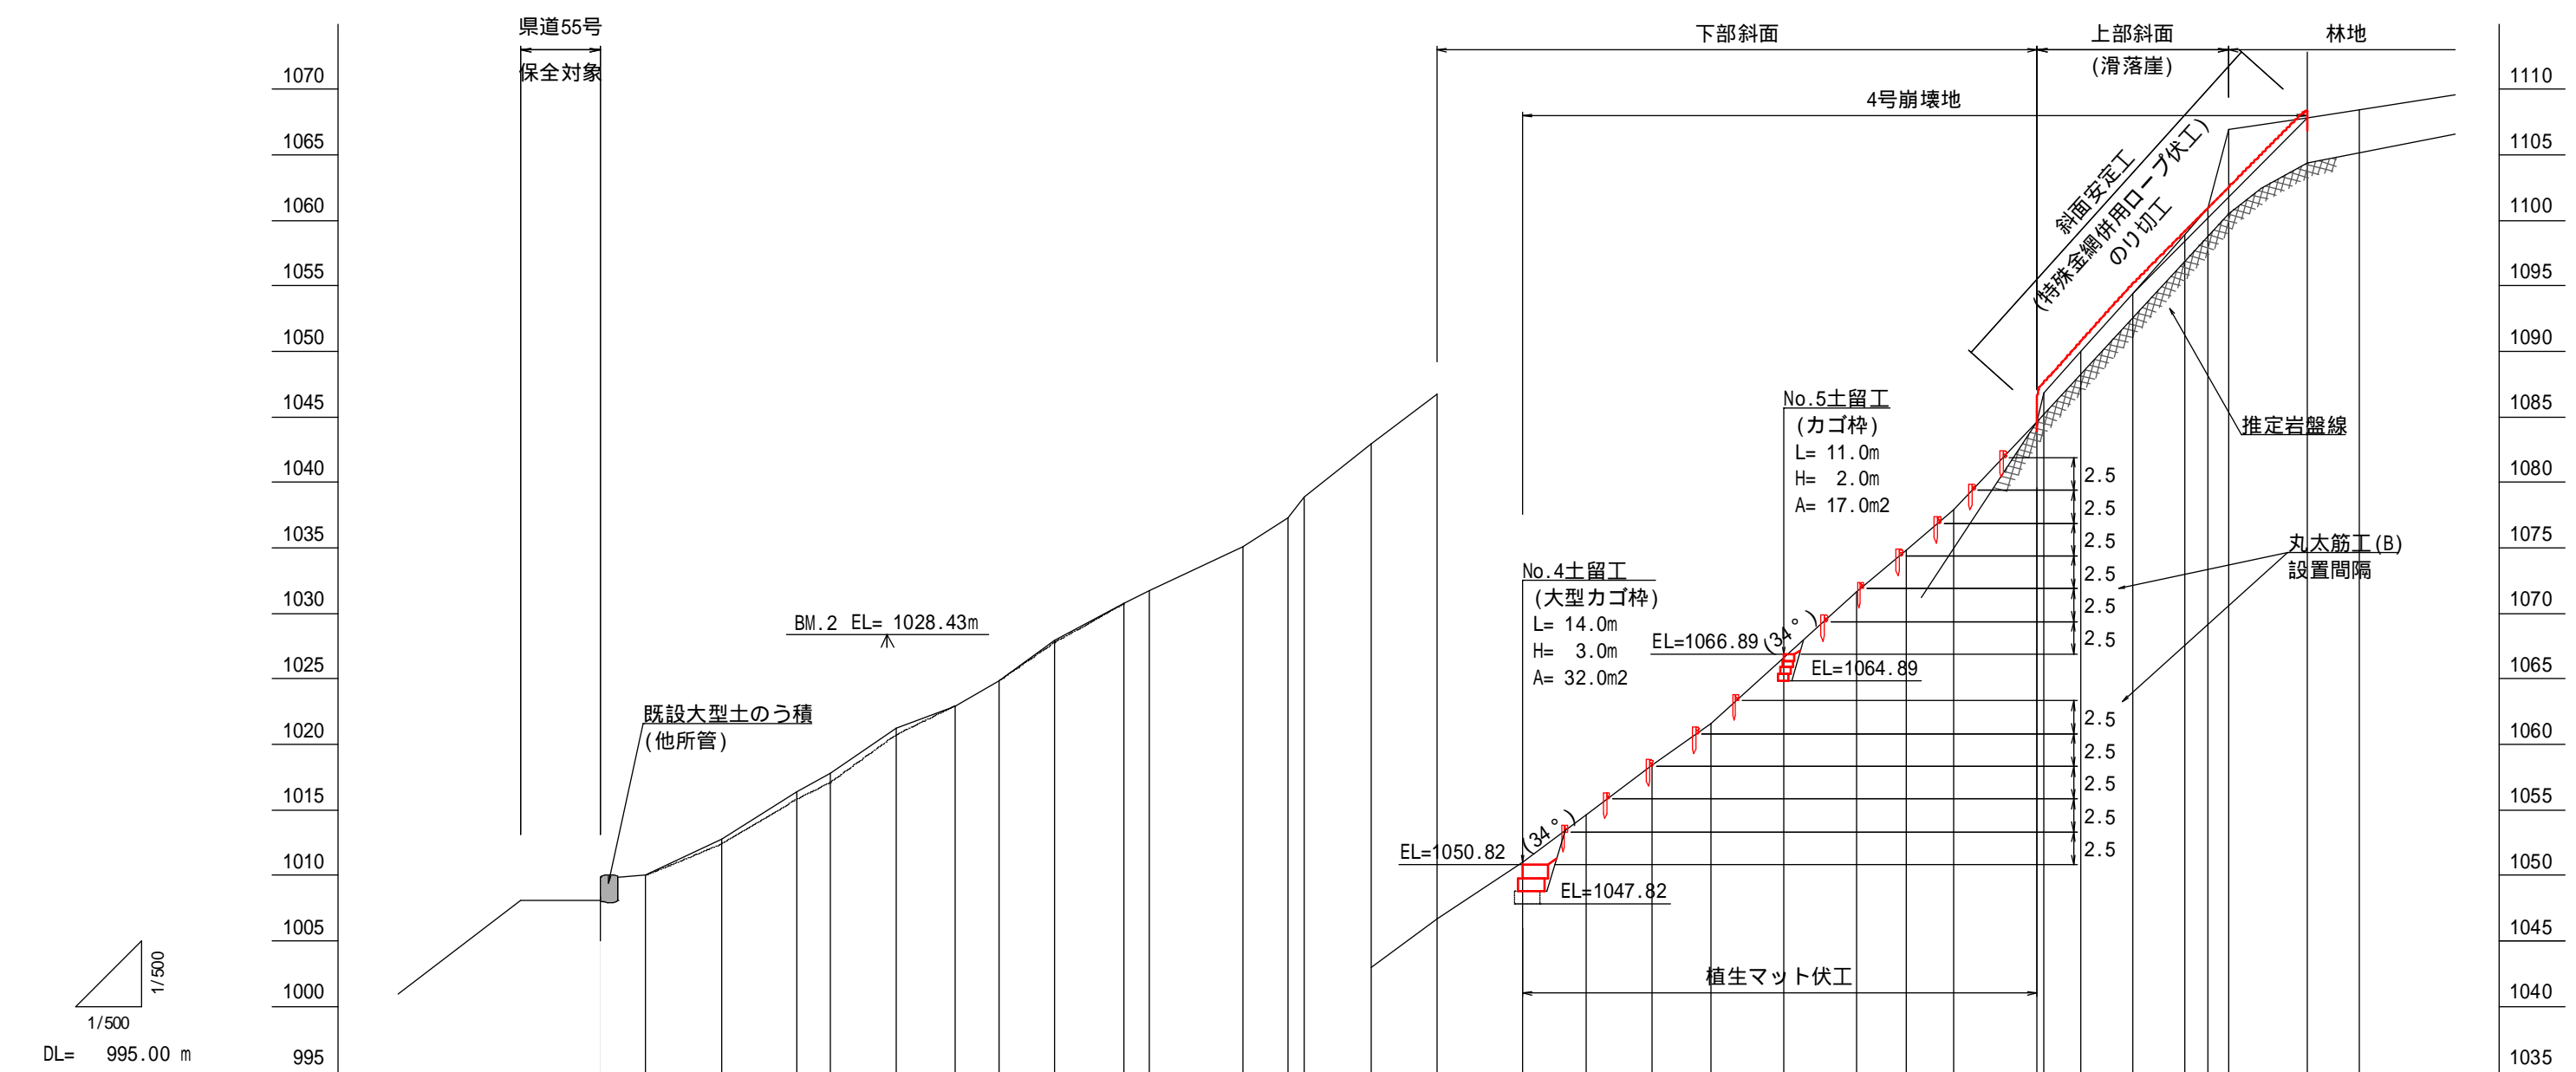 県道55号
保全対象
下部斜面
上部斜面
(滑落崖)
林地
4号崩壊地
斜面安定工
(特殊金網併用ロープ伏工)
のり切工
1070
1065
1060
1055
1050
1045
1040
1035
1030
1025
1020
1015
1010
1005
1000
995
1110
1105
1100
1095
1090
1085
1080
1075
1070
1065
1060
1055
1050
1045
1040
1035
No.5土留工
(カゴ枠)
L= 11.0m
H= 2.0m
A= 17.0m2
推定岩盤線
2.5
2.5
2.5
2.5
2.5
2.5
丸太筋工(B)
設置間隔
No.4土留工
(大型カゴ枠)
L= 14.0m
H= 3.0m
A= 32.0m2
BM.2 EL= 1028.43m
EL=1066.89
(34°)
EL=1064.89
既設大型土のう積
(他所管)
2.5
2.5
2.5
2.5
2.5
(34°)
EL=1050.82
EL=1047.82
植生マット伏工
1/500
1/500
DL= 995.00 m